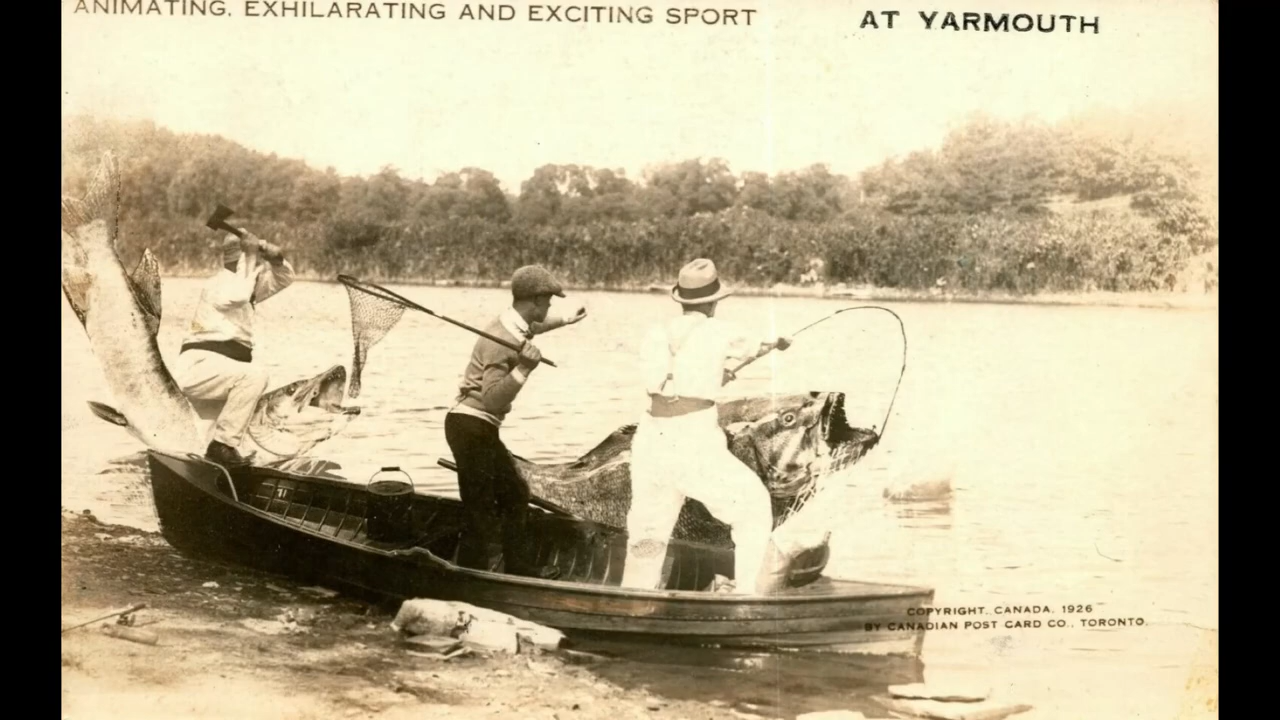 ANIMATING, EXHILARATING AND EXCITING SPORT AT YARMOUTH
COPYRIGHT, CANADA, 1926
BY CANADIAN POST CARD CO., TORONTO.